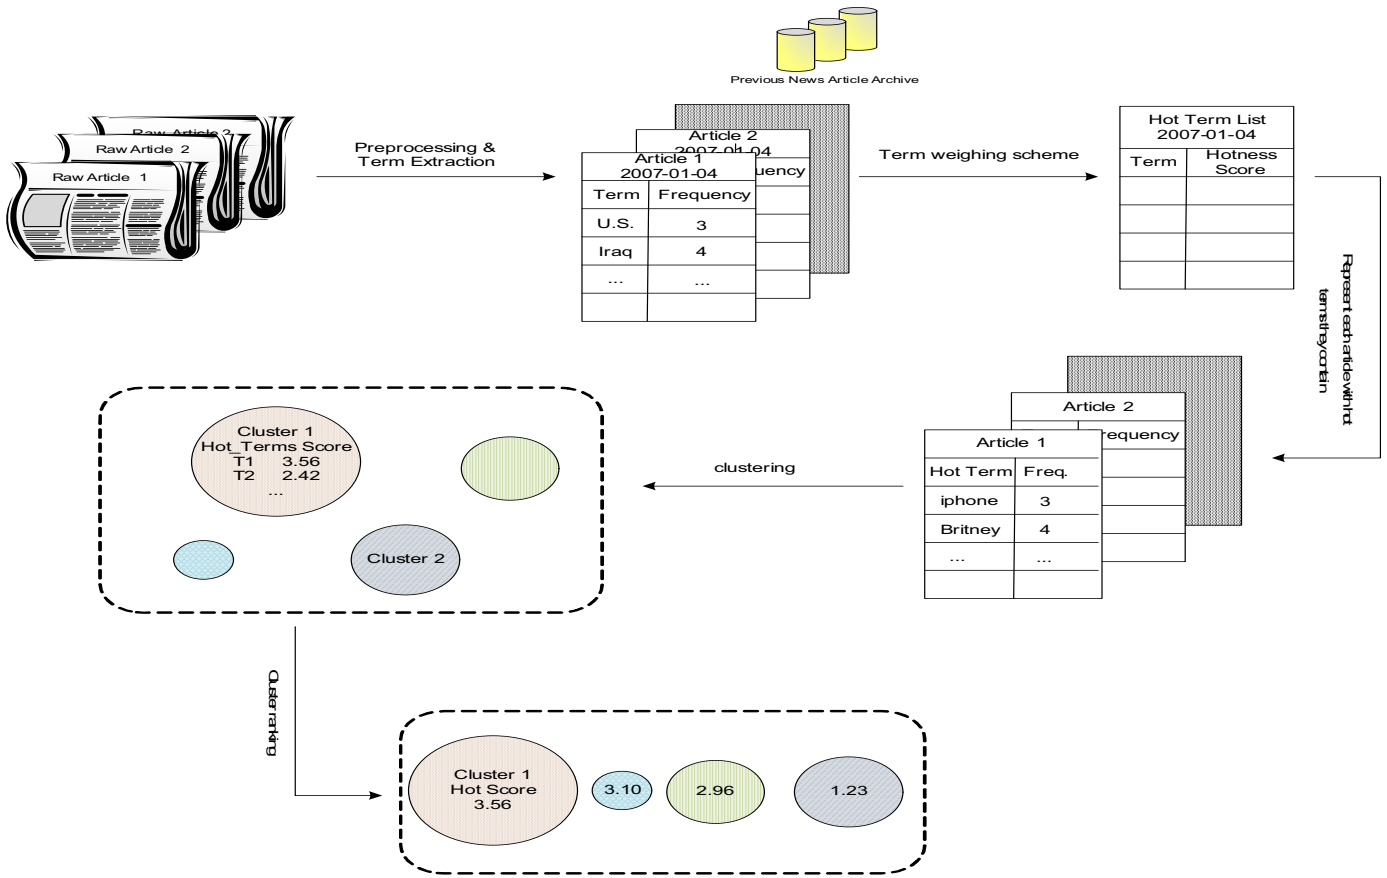 Previous News Article Archive
Raw Article 3
Raw Article 2
Raw Article 1
Preprocessing &
Term Extraction
Article 2
2007-01-04
Article 1
2007-01-04
Term Frequency
U.S. 3
Iraq 4
... ...
Term weighing scheme
Hot Term List
2007-01-04
Term Hotness
Score
Represent each article with hot
terms they contain
Article 2
Article 1
Hot Term Freq.
iphone 3
Britney 4
... ...
clustering
Cluster 1
Hot_Terms Score
T1 3.56
T2 2.42
...
Cluster 2
Cluster ranking
Cluster 1
Hot Score
3.56
3.10
2.96
1.23